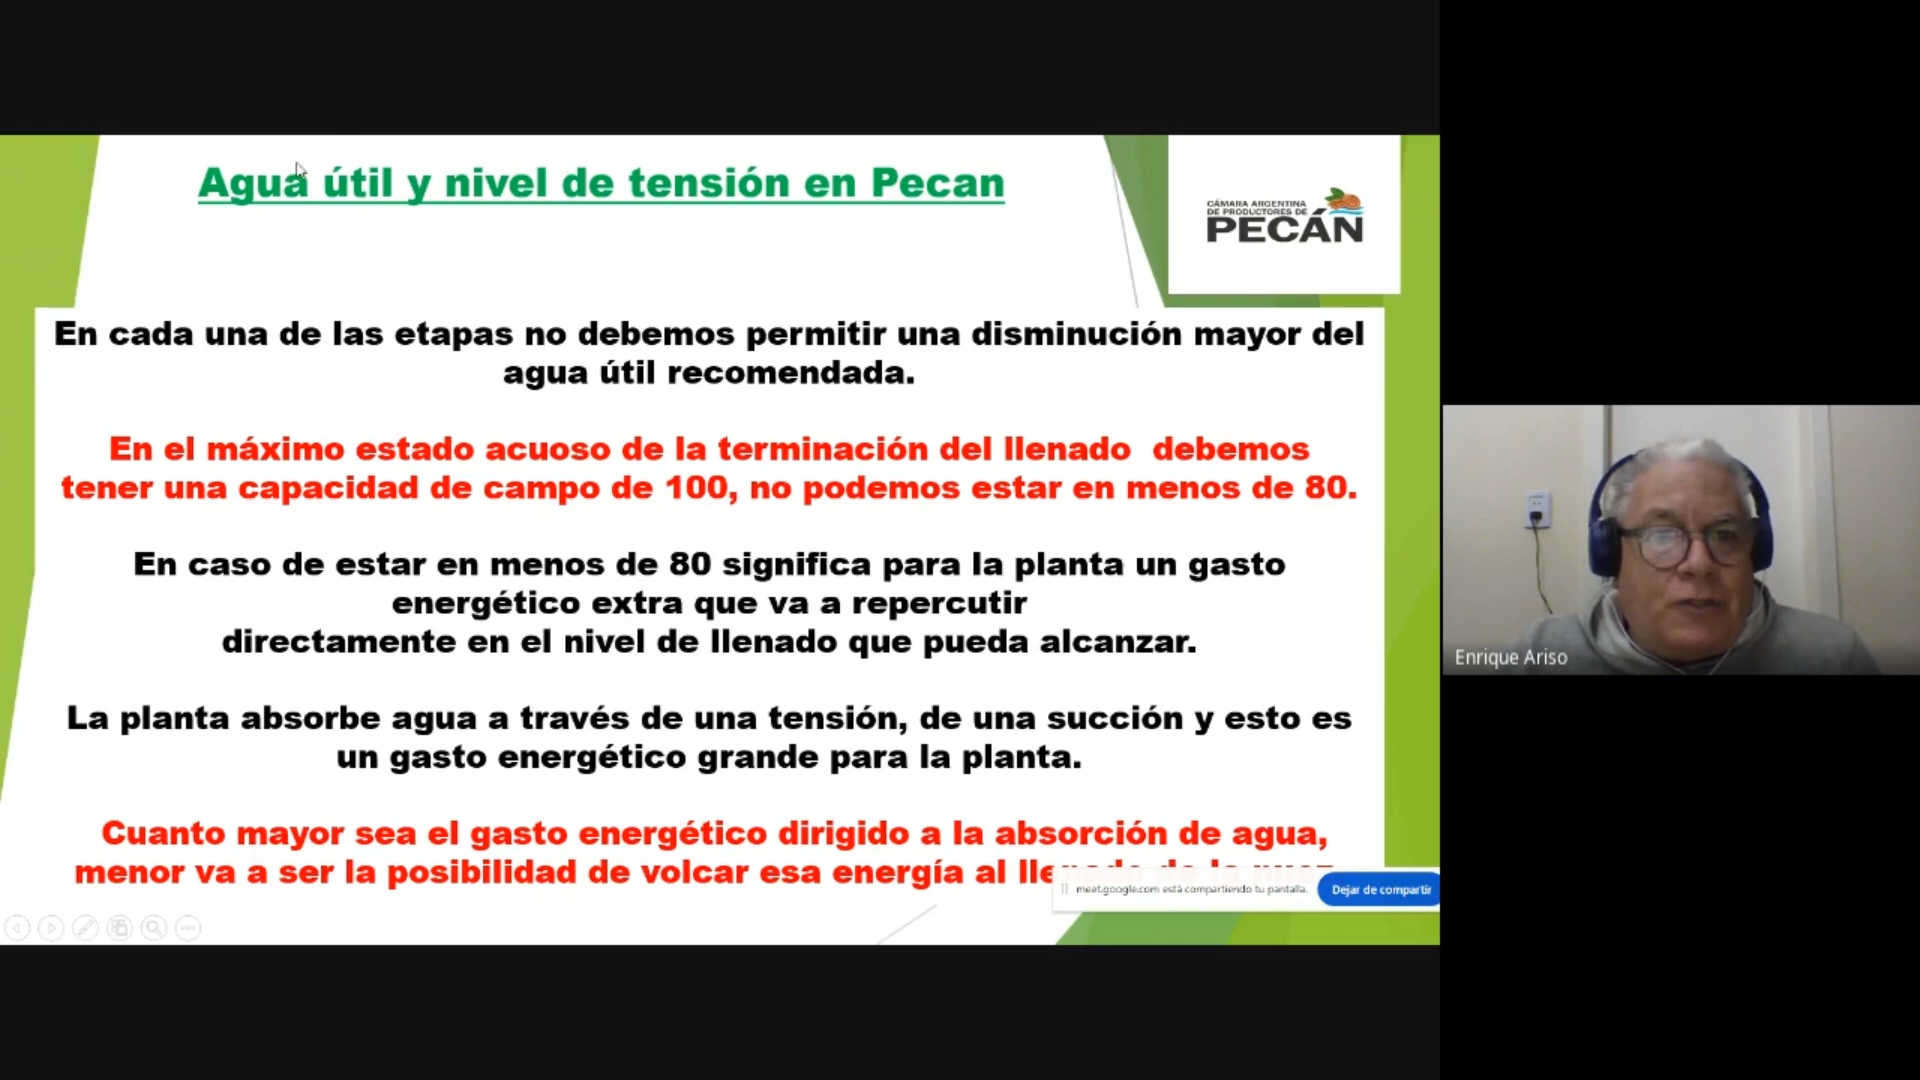 Agua útil y nivel de tensión en Pecan
CÁMARA ARGENTINA
DE PRODUCTORES DE
PECÁN
En cada una de las etapas no debemos permitir una disminución mayor del
agua útil recomendada.
En el máximo estado acuoso de la terminación del llenado debemos
tener una capacidad de campo de 100, no podemos estar en menos de 80.
En caso de estar en menos de 80 significa para la planta un gasto
energético extra que va a repercutir
directamente en el nivel de llenado que pueda alcanzar.
La planta absorbe agua a través de una tensión, de una succión y esto es
un gasto energético grande para la planta.
Cuanto mayor sea el gasto energético dirigido a la absorción de agua,
menor va a ser la posibilidad de volcar esa energía al llenado de la nuez
meet.google.com está compartiendo tu pantalla.
Dejar de compartir
Enrique Ariso